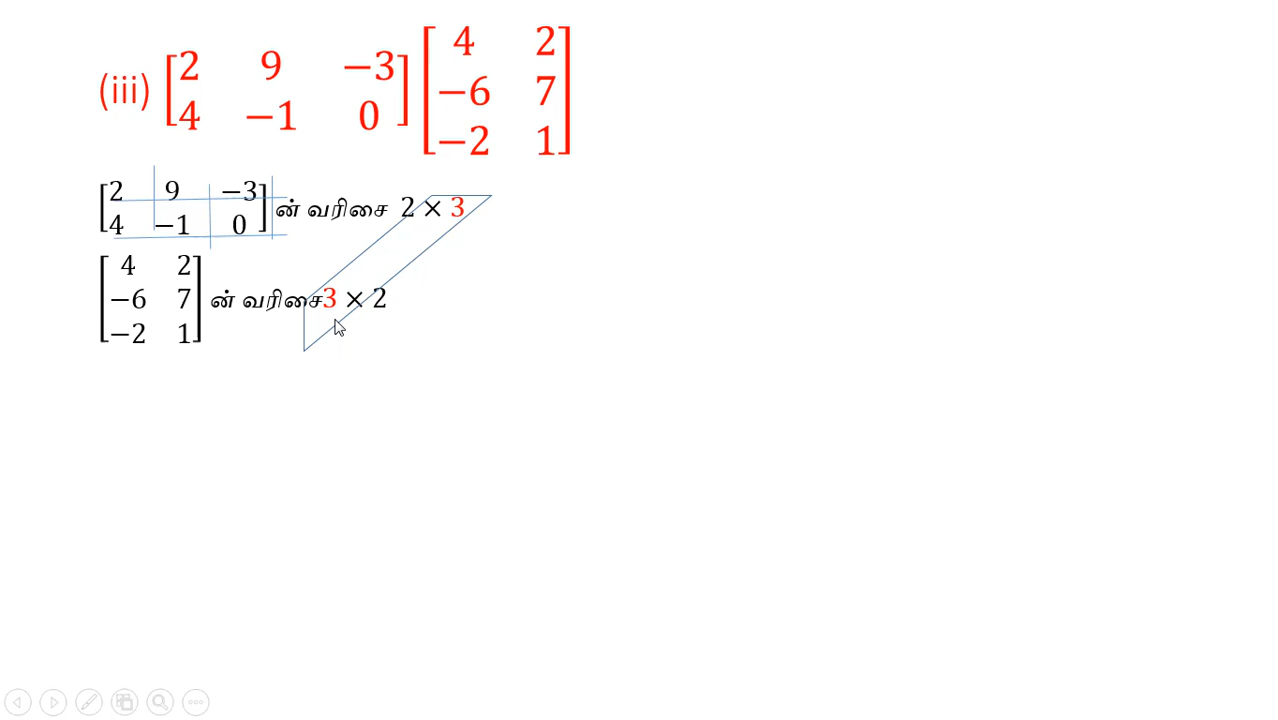 (iii) [2 9 −3
4 −1 0] [4 2
−6 7
−2 1]
[2 9 −3
4 −1 0] ன் வரிசை 2 × 3
[4 2
−6 7
−2 1] ன் வரிசை 3 × 2